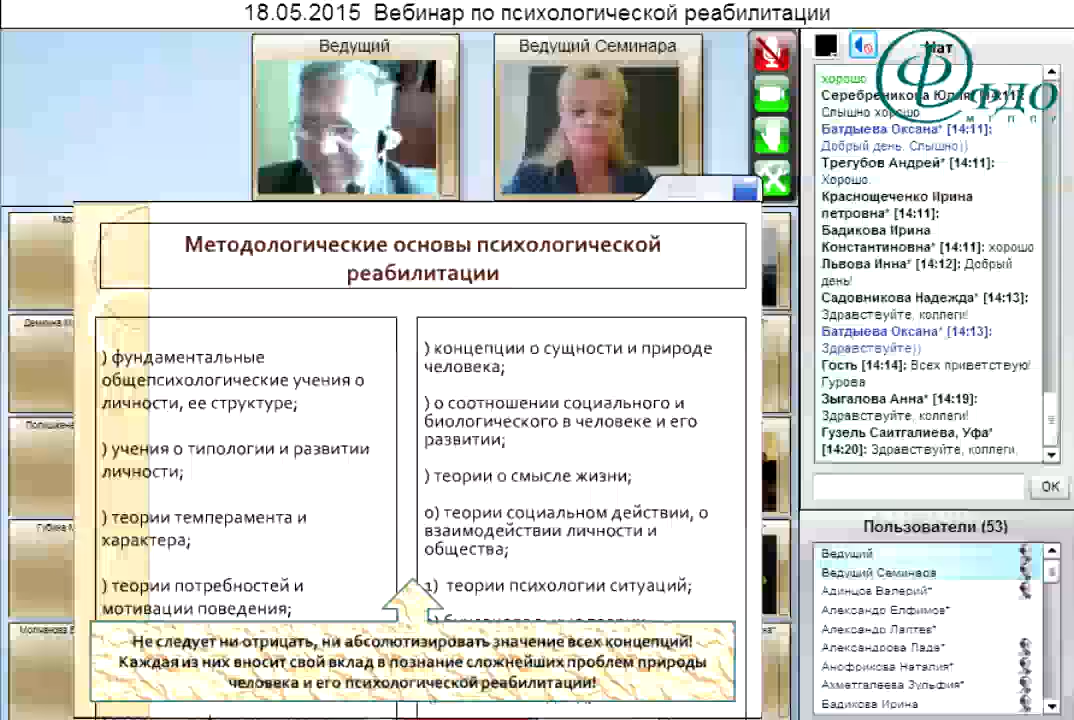 18.05.2015 Вебинар по психологической реабилитации
Ведущий
Ведущий Семинара
Методологические основы психологической
реабилитации
) фундаментальные
общепсихологические учения о
личности, ее структуре;
) учения о типологии и развитии
личности;
) теории темперамента и
характера;
) теории потребностей и
мотивации поведения;
) концепции о сущности и природе
человека;
) о соотношении социального и
биологического в человеке и его
развитии;
) теории о смысле жизни;
о) теории социальном действии, о
взаимодействии личности и
общества;
1) теории психологии ситуаций;
Не следует ни отрицать, ни абсолютизировать значение всех концепций!
Каждая из них вносит свой вклад в познание сложнейших проблем природы
человека и его психологической реабилитации!
Чат
ФДО
хорошо
Серебреникова Юлия* [14:11]:
Слышно хорошо
Батдыева Оксана* [14:11]:
Добрый день. Слышно))
Трегубов Андрей* [14:11]:
Хорошо.
Краснощеченко Ирина
петровна* [14:11]:
Бадикова Ирина
Константиновна* [14:11]: хорошо
Львова Инна* [14:12]: Добрый
день!
Садовникова Надежда* [14:13]:
Здравствуйте, коллеги!
Батдыева Оксана* [14:13]:
Здравствуйте))
Гость [14:14]: Всех приветствую!
Гурова
Зыгалова Анна* [14:19]:
Здравствуйте, коллеги!
Гузель Саитгалиева, Уфа*
[14:20]: Здравствуйте, коллеги,
OK
Пользователи (53)
Ведущий
Ведущий Семинара
Адинцов Валерий*
Александр Елфимов*
Александр Лаптев*
Александрова Лада*
Анофрикова Наталия*
Ахметгалеева Зульфия*
Бадикова Ирина